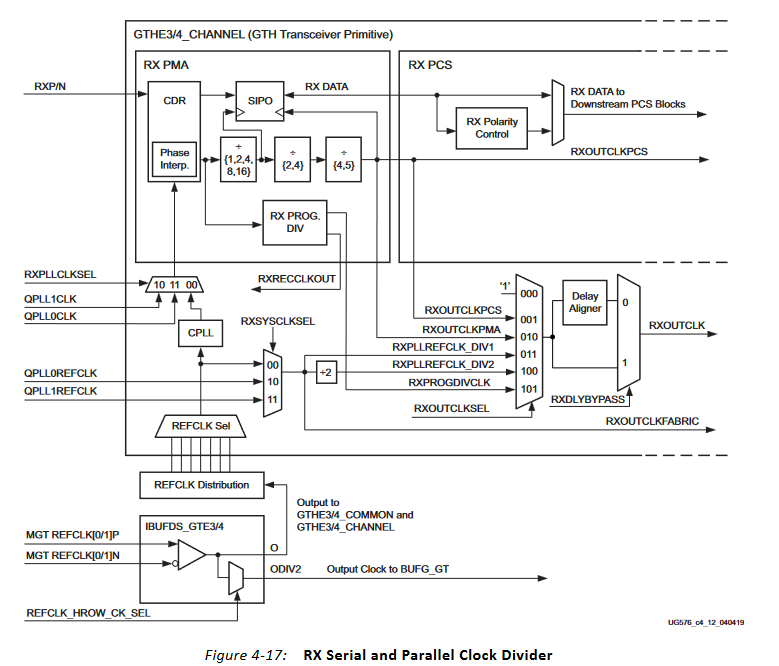 GTHE3/4_CHANNEL (GTH Transceiver Primitive)
RX PMA
RX PCS
RXP/N
CDR
SIPO
RX DATA
RX DATA to
Downstream PCS Blocks
RX Polarity
Control
Phase
Interp.
÷
{1,2,4,
8,16}
÷
{2,4}
÷
{4,5}
RXOUTCLKPCS
RX PROG.
DIV
RXPLLCLKSEL
10 11 00
RXRECCLKOUT
QPLL1CLK
QPLL0CLK
CPLL
RXSYSCLKSEL
'1'
000
RXOUTCLKPCS
001
RXOUTCLKPMA
010
RXPLLREFCLK_DIV1
011
RXPLLREFCLK_DIV2
100
RXPROGDIVCLK
101
Delay
Aligner
0
1
RXOUTCLK
QPLL0REFCLK
QPLL1REFCLK
00
10
11
÷2
RXOUTCLKSEL
RXDLYBYPASS
RXOUTCLKFABRIC
REFCLK Sel
REFCLK Distribution
Output to
GTHE3/4_COMMON and
GTHE3/4_CHANNEL
IBUFDS_GTE3/4
MGT REFCLK[0/1]P
MGT REFCLK[0/1]N
O
ODIV2
Output Clock to BUFG_GT
REFCLK_HROW_CK_SEL
UG576_c4_12_040419
Figure 4-17: RX Serial and Parallel Clock Divider